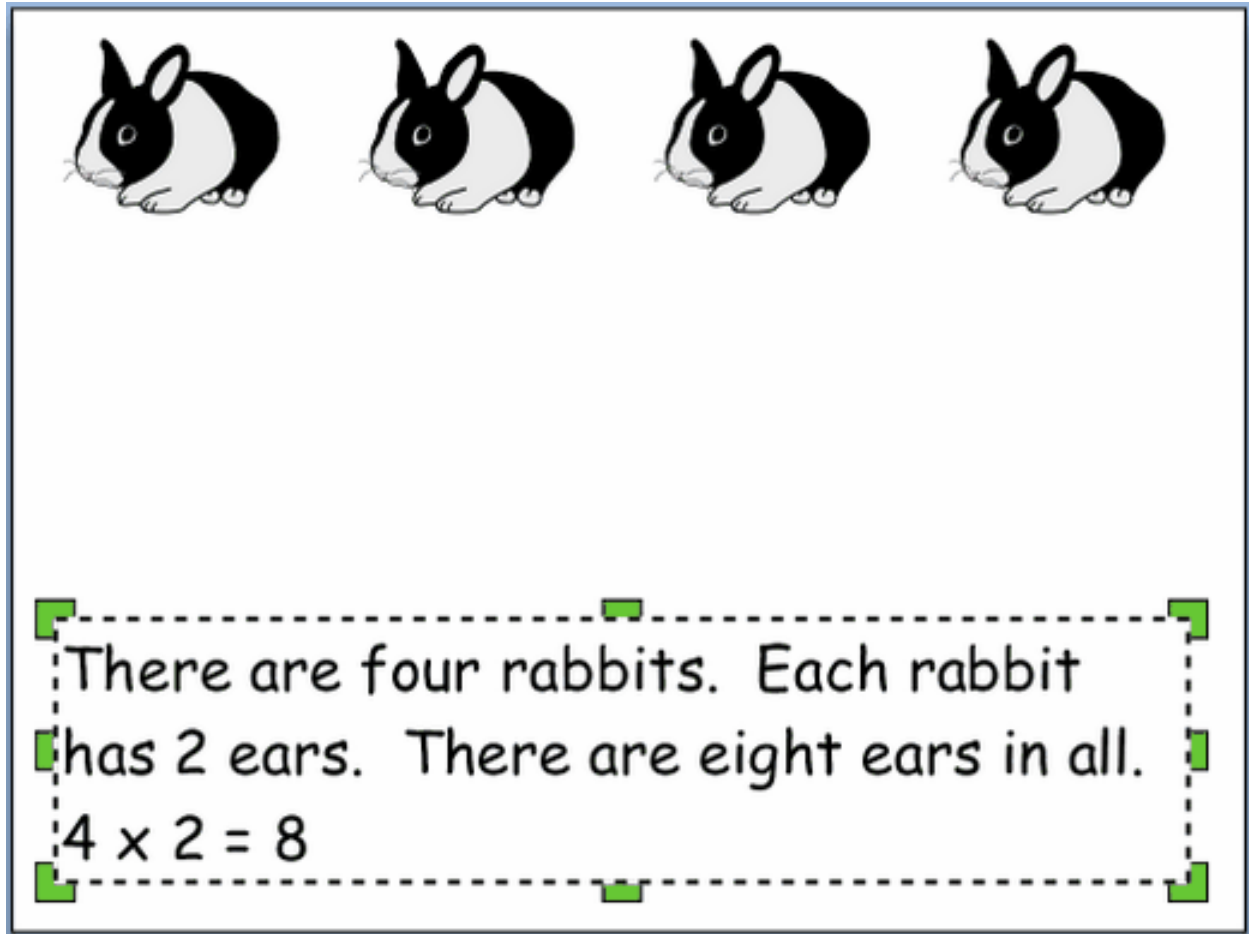 There are four rabbits.  Each rabbit
has 2 ears.  There are eight ears in all.
4 x 2 = 8